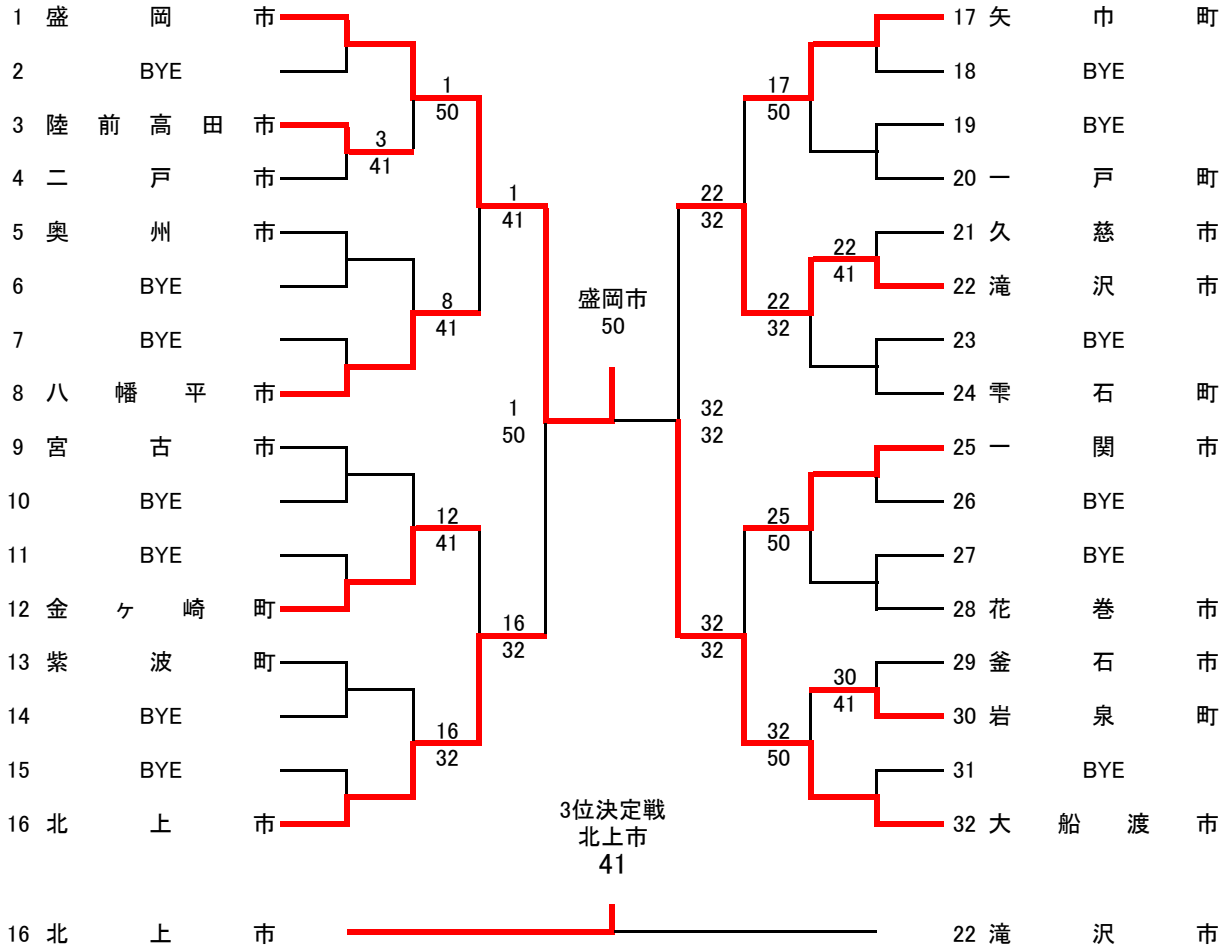 1 盛岡市
2 BYE
3 陸前高田市
4 二戸市
5 奥州市
6 BYE
7 BYE
8 八幡平市
9 宮古市
10 BYE
11 BYE
12 金ヶ崎町
13 紫波町
14 BYE
15 BYE
16 北上市
3
41
1
50
8
41
12
41
16
32
1
41
16
32
1
50
盛岡市
50
32
32
22
32
32
32
17
50
22
32
25
50
32
50
22
41
30
41
17 矢巾町
18 BYE
19 BYE
20 一戸町
21 久慈市
22 滝沢市
23 BYE
24 雫石町
25 一関市
26 BYE
27 BYE
28 花巻市
29 釜石市
30 岩泉町
31 BYE
32 大船渡市
3位決定戦
北上市
41
16 北上市
22 滝沢市